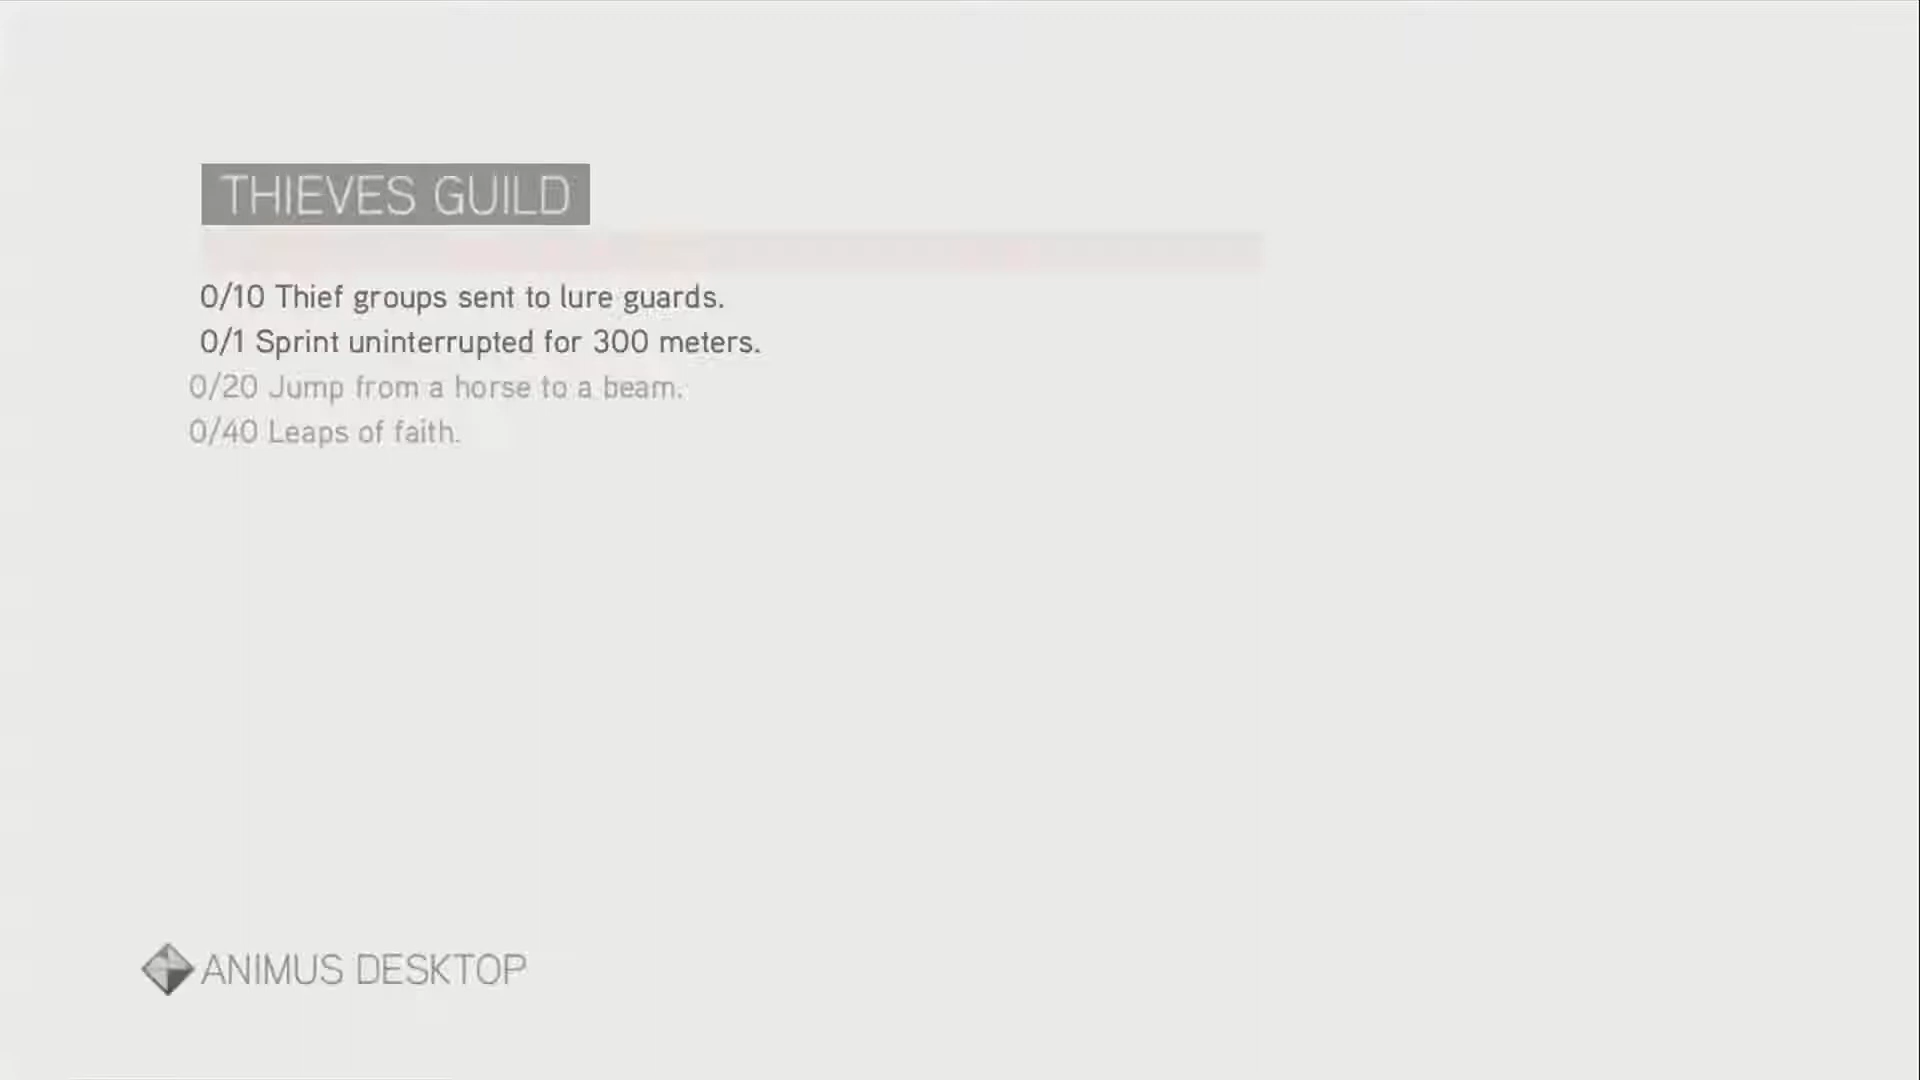 THIEVES GUILD
0/10 Thief groups sent to lure guards.
0/1 Sprint uninterrupted for 300 meters.
0/20 Jump from a horse to a beam.
0/40 Leaps of faith.
ANIMUS DESKTOP